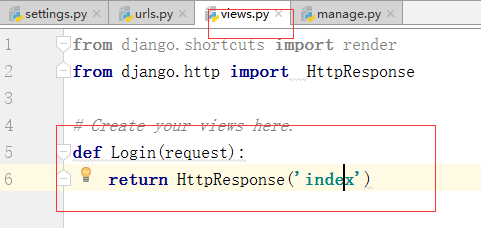 settings.py × urls.py × views.py × manage.py ×
1 from django.shortcuts import render
2 from django.http import  HttpResponse
3
4 # Create your views here.
5 def Login(request):
6     return HttpResponse('index')